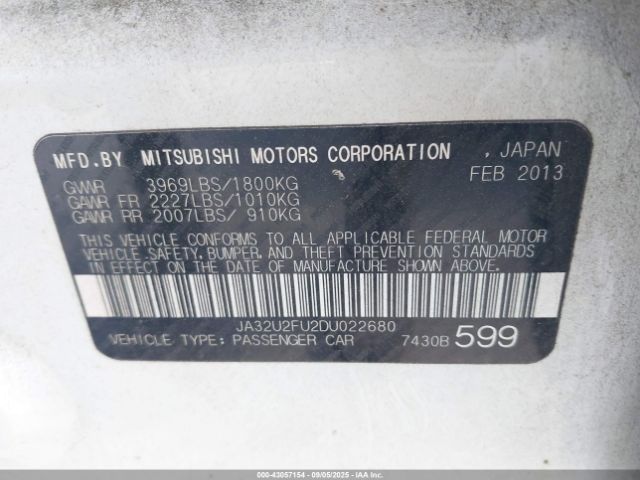 MFD.BY MITSUBISHI MOTORS CORPORATION , JAPAN
FEB 2013
GVWR 3969LBS/1800KG
GAWR FR 2227LBS/1010KG
GAWR RR 2007LBS/ 910KG
THIS VEHICLE CONFORMS TO ALL APPLICABLE FEDERAL MOTOR
VEHICLE SAFETY, BUMPER, AND THEFT PREVENTION STANDARDS
IN EFFECT ON THE DATE OF MANUFACTURE SHOWN ABOVE.
JA32U2FU2DU022680
VEHICLE TYPE: PASSENGER CAR 7430B 599
000-43057154 - 09/05/2025 - IAAI.com